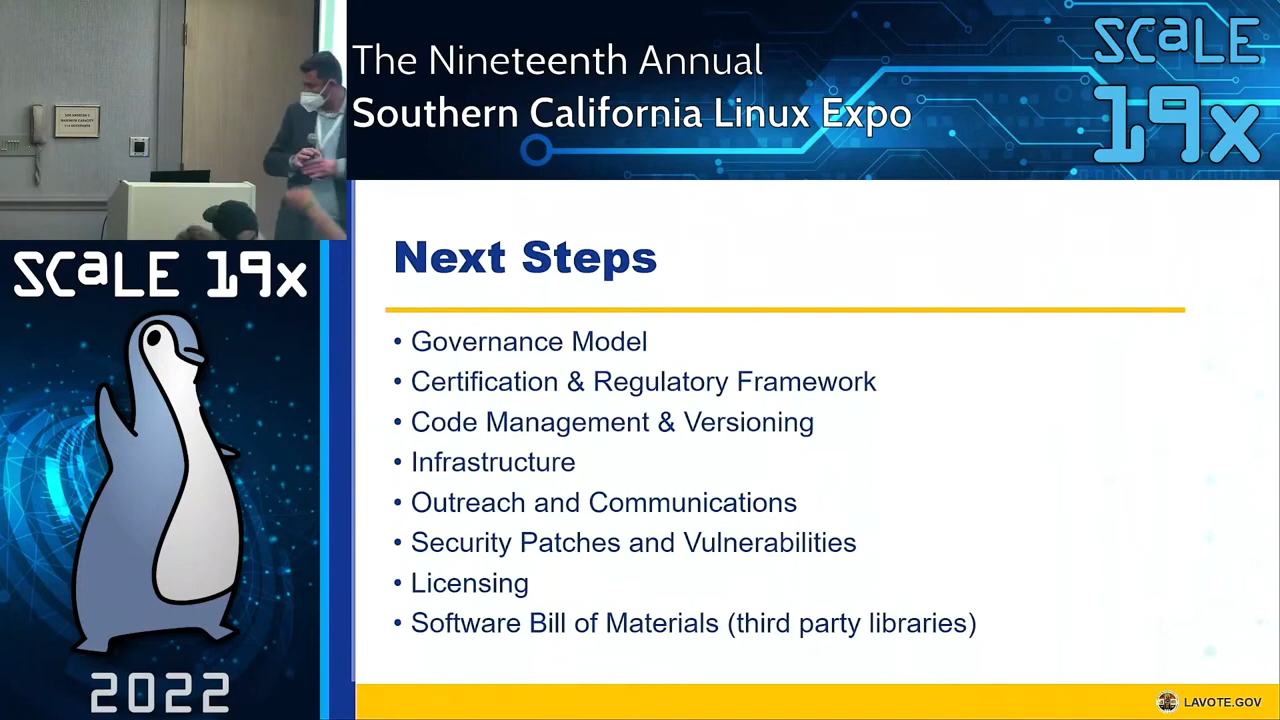 The Nineteenth Annual
Southern California Linux Expo
SCaLE
19x
SCaLE 19x
2022
Next Steps
• Governance Model
• Certification & Regulatory Framework
• Code Management & Versioning
• Infrastructure
• Outreach and Communications
• Security Patches and Vulnerabilities
• Licensing
• Software Bill of Materials (third party libraries)
LAVOTE.GOV